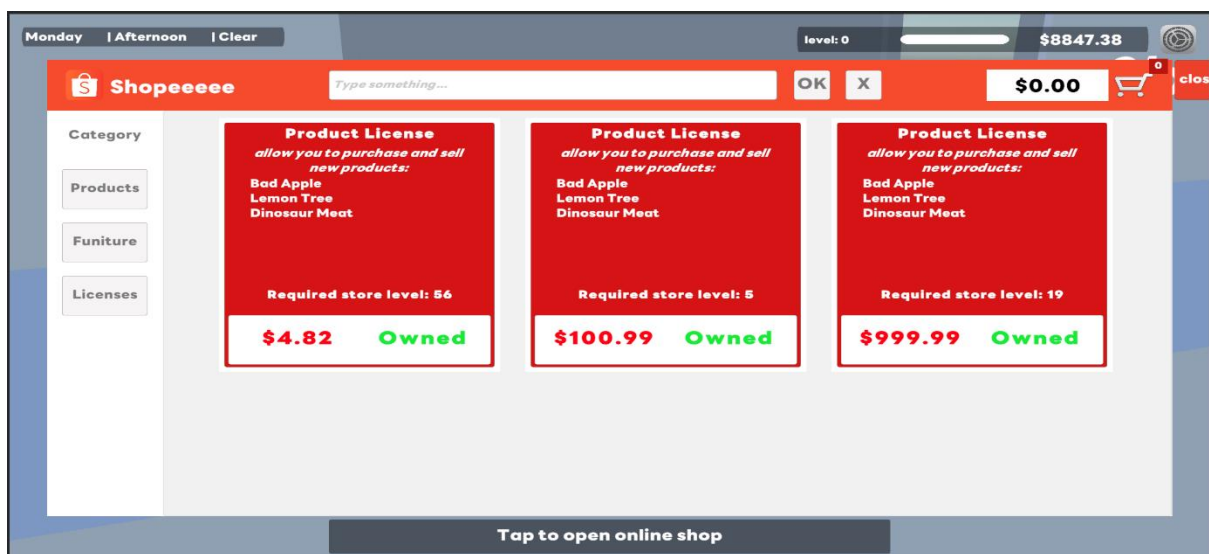 Monday | Afternoon | Clear
level: 0
$8847.38
S Shopeeeee
Type something...
OK X
$0.00
0
clos
Category
Products
Funiture
Licenses
Product License
allow you to purchase and sell
new products:
Bad Apple
Lemon Tree
Dinosaur Meat
Required store level: 56
$4.82 Owned
Product License
allow you to purchase and sell
new products:
Bad Apple
Lemon Tree
Dinosaur Meat
Required store level: 5
$100.99 Owned
Product License
allow you to purchase and sell
new products:
Bad Apple
Lemon Tree
Dinosaur Meat
Required store level: 19
$999.99 Owned
Tap to open online shop